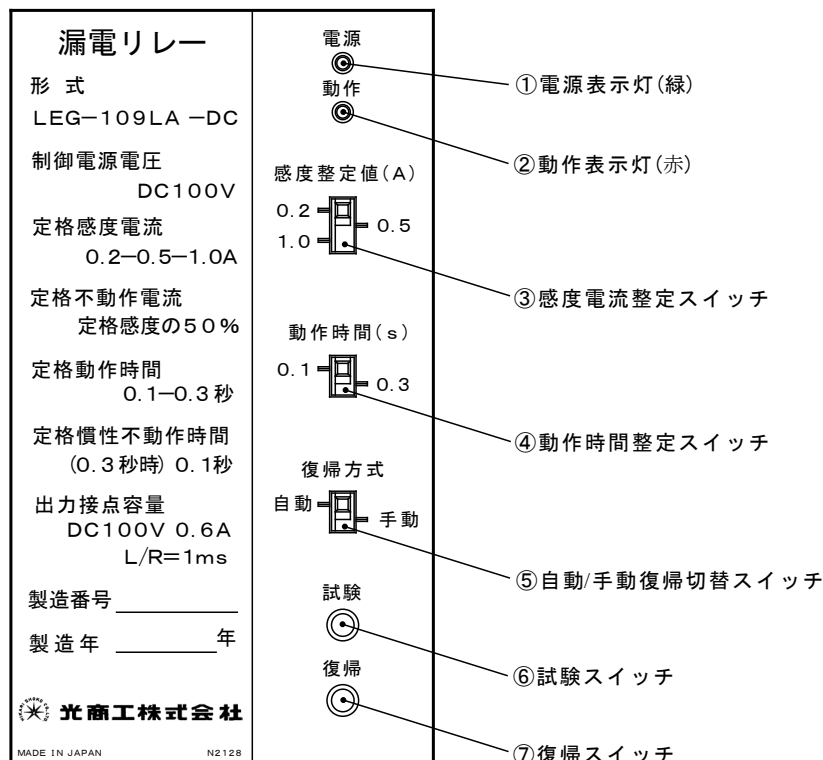 漏電リレー
形 式
LEG-109LA -DC
制御電源電圧
DC100V
定格感度電流
0.2-0.5-1.0A
定格不動作電流
定格感度の50%
定格動作時間
0.1-0.3秒
定格慣性不動作時間
(0.3秒時) 0.1秒
出力接点容量
DC100V 0.6A
L/R=1ms
製造番号
製造年 年
光商工株式会社
MADE IN JAPAN N2128
電源
動作
感度整定値(A)
0.2
0.5
1.0
動作時間(s)
0.1
0.3
復帰方式
自動
手動
試験
復帰
①電源表示灯(緑)
②動作表示灯(赤)
③感度電流整定スイッチ
④動作時間整定スイッチ
⑤自動/手動復帰切替スイッチ
⑥試験スイッチ
⑦復帰スイッチ